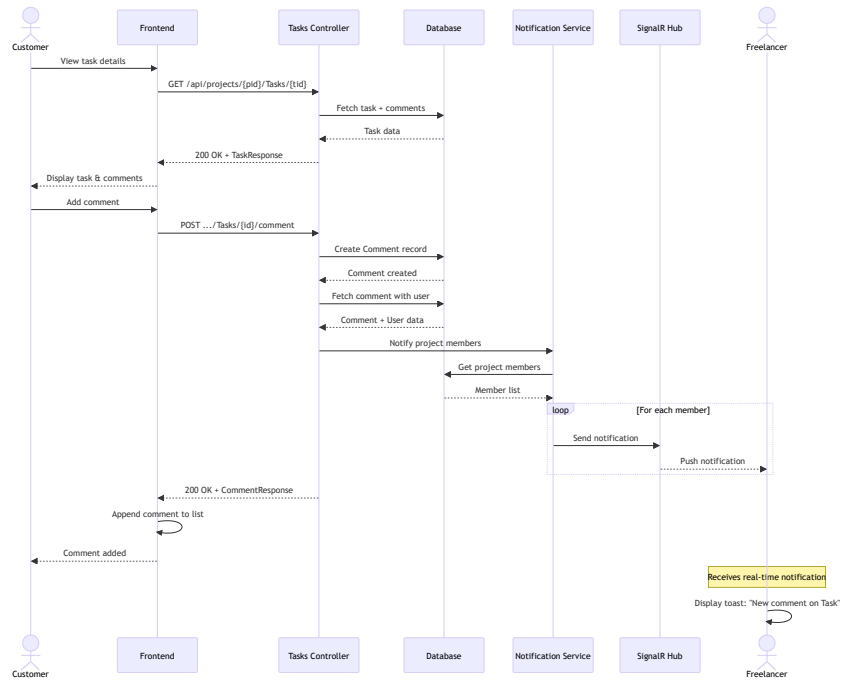 Customer
Frontend
Tasks Controller
Database
Notification Service
SignalR Hub
Freelancer
View task details
GET /api/projects/{pid}/Tasks/{tid}
Fetch task + comments
Task data
200 OK + TaskResponse
Display task & comments
Add comment
POST .../Tasks/{id}/comment
Create Comment record
Comment created
Fetch comment with user
Comment + User data
Notify project members
Get project members
Member list
loop
[For each member]
Send notification
Push notification
200 OK + CommentResponse
Append comment to list
Comment added
Receives real-time notification
Display toast: "New comment on Task"
Customer
Frontend
Tasks Controller
Database
Notification Service
SignalR Hub
Freelancer